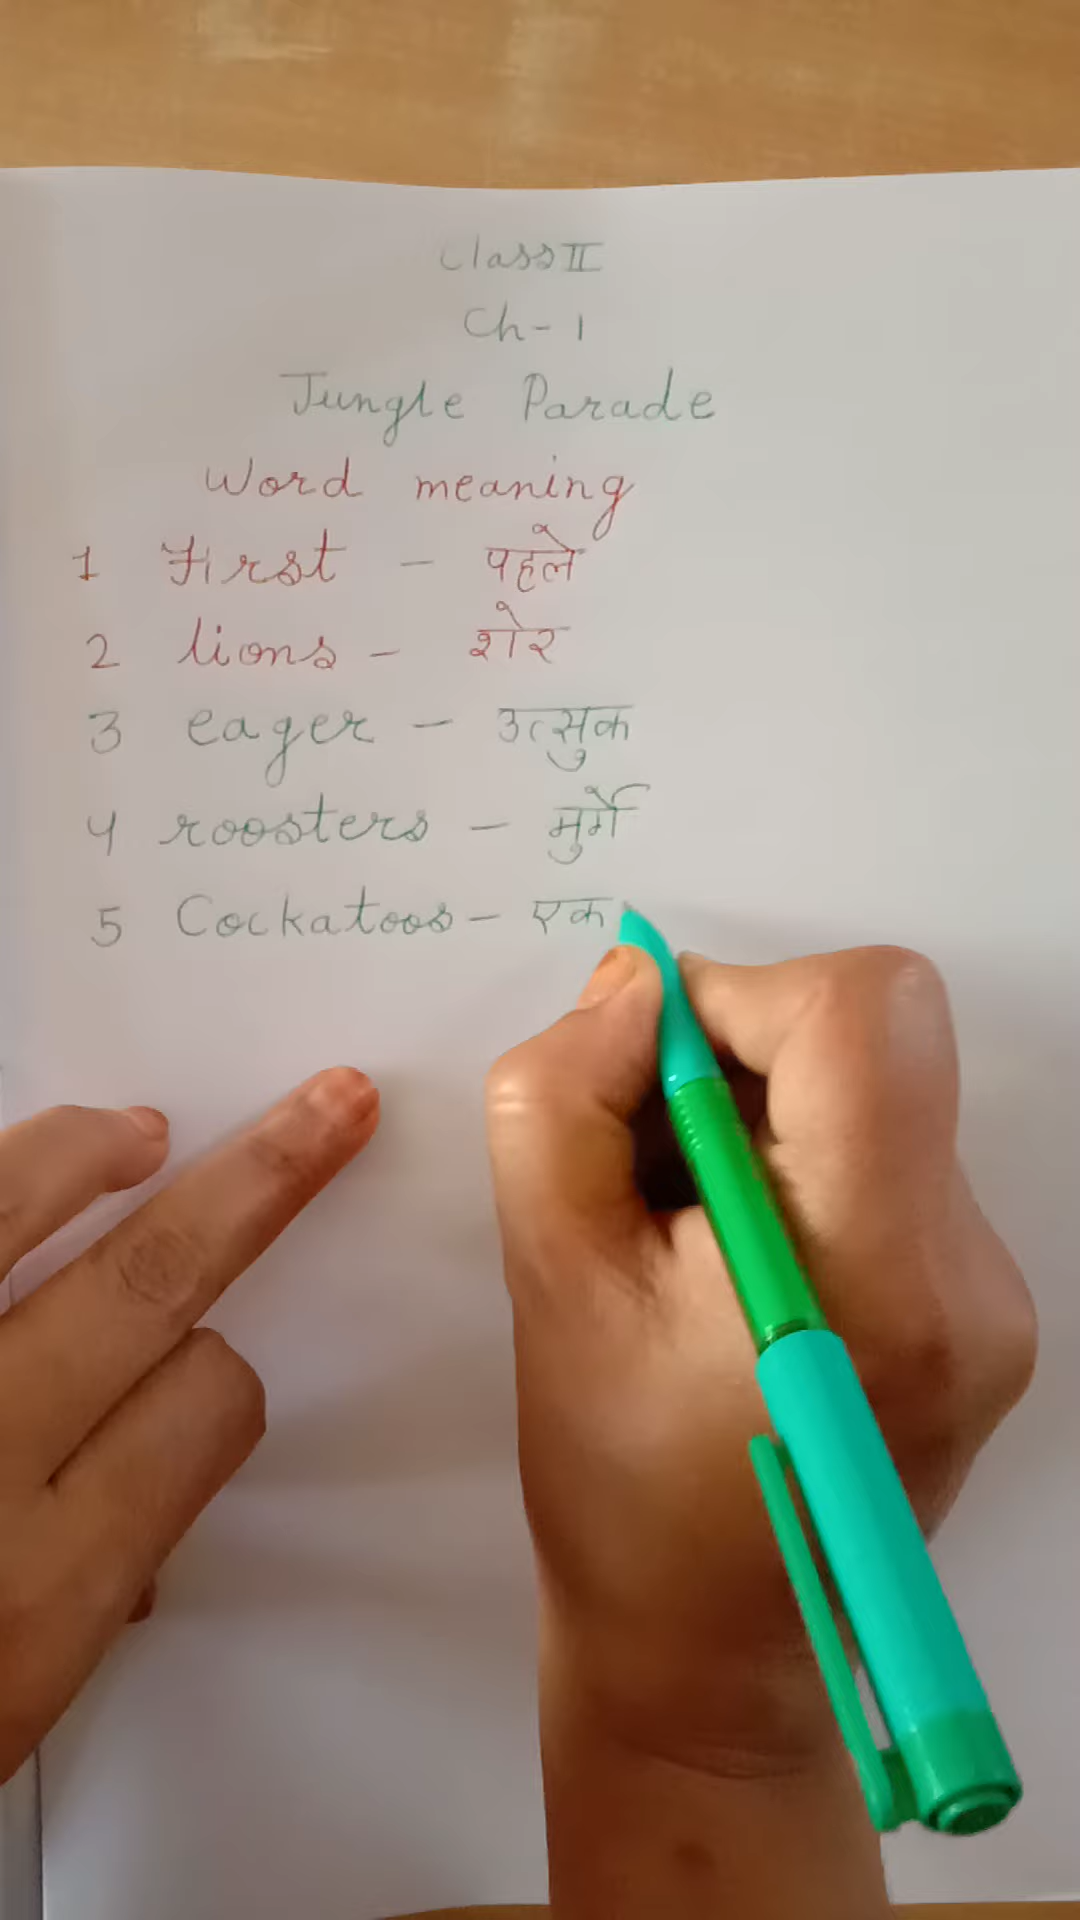 Class II
Ch-1
Jungle Parade
Word meaning
1 First - पहले
2 lions - शेर
3 eager - उत्सुक
4 roosters - मुर्गे
5 Cockatoos - एक